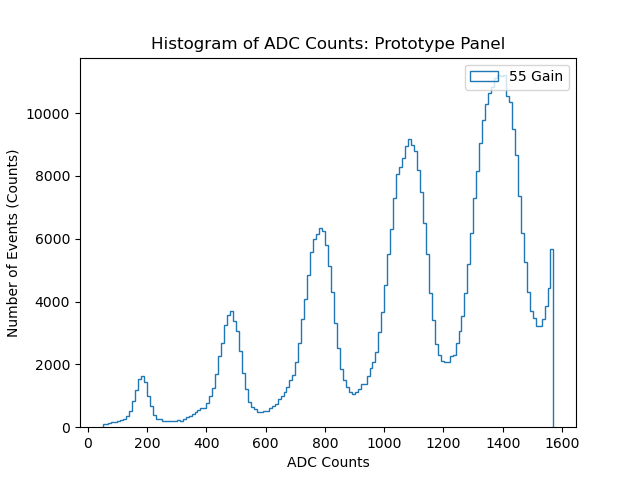 Histogram of ADC Counts: Prototype Panel
55 Gain
Number of Events (Counts)
10000
8000
6000
4000
2000
0
0 200 400 600 800 1000 1200 1400 1600
ADC Counts